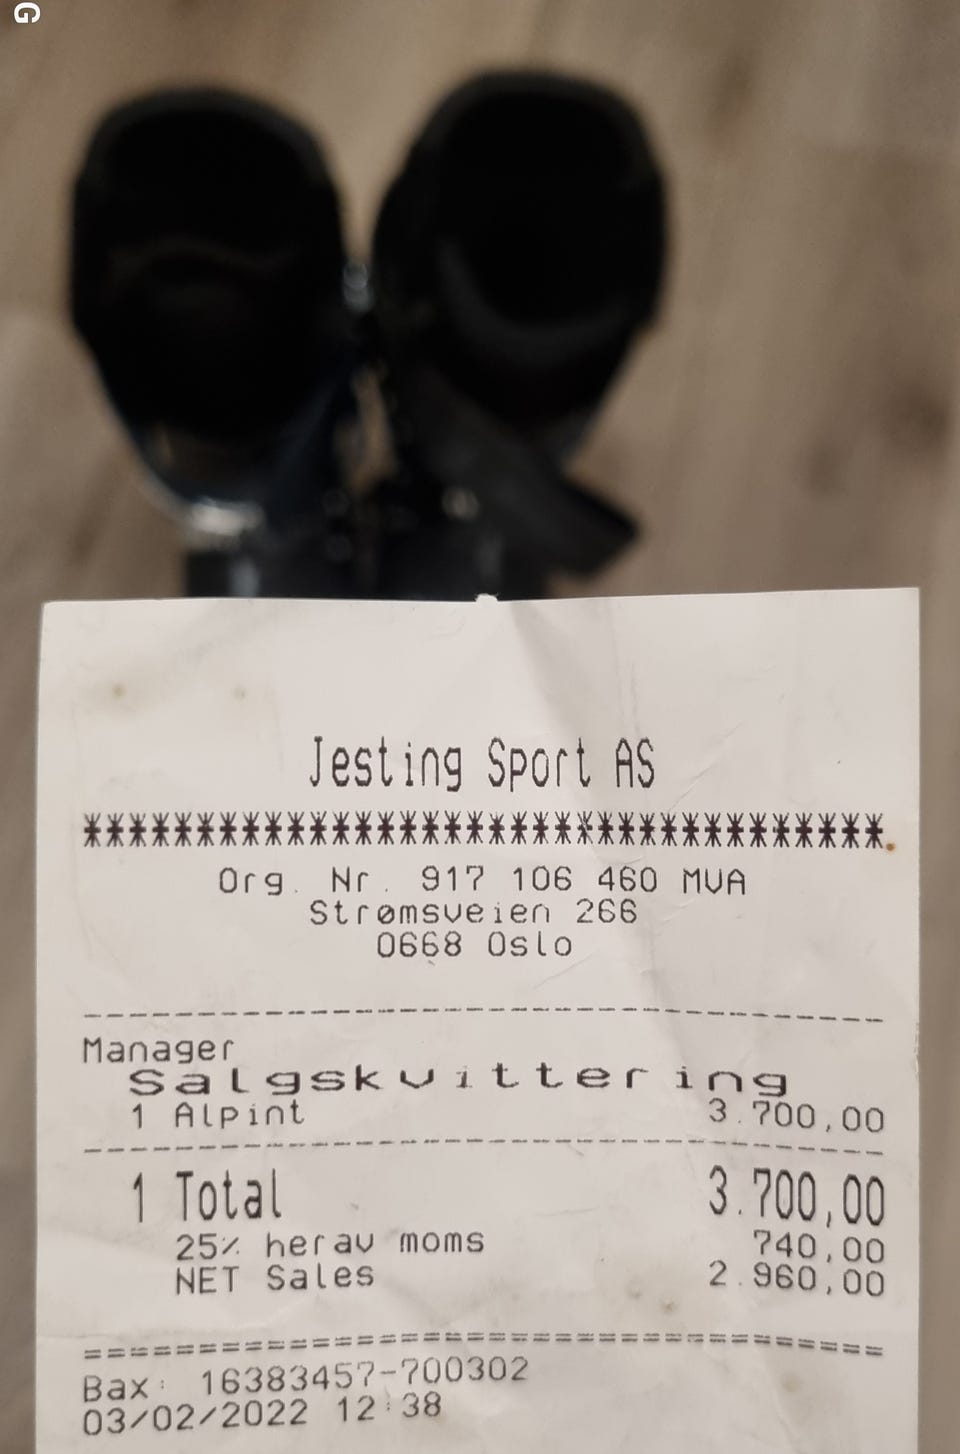 G
Jesting Sport AS
************************************
Org. Nr. 917 106 460 MVA
Strømsveien 266
0668 Oslo
Manager
Salgskvittering
1 Alpint 3.700,00
1 Total 3.700,00
25% herav moms 740,00
NET Sales 2.960,00
====================================
Bax: 16383457-700302
03/02/2022 12:38